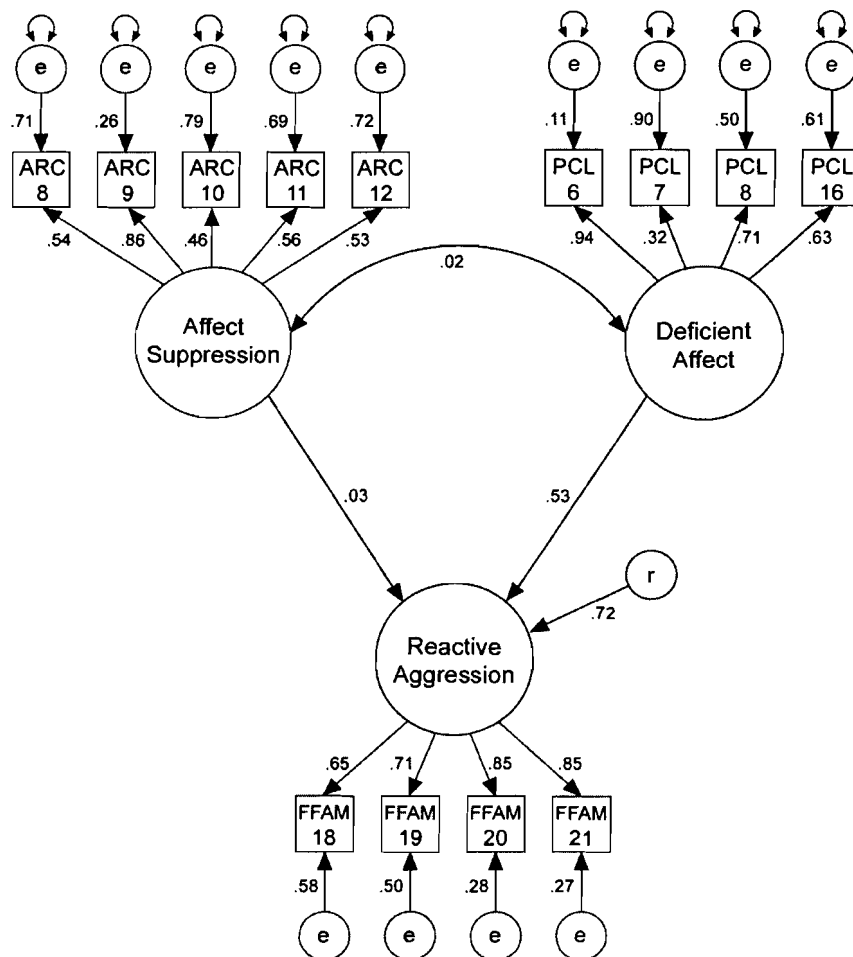 e e e e e e e e e
.71 .26 .79 .69 .72 .11 .90 .50 .61
ARC ARC ARC ARC ARC PCL PCL PCL PCL
8 9 10 11 12 6 7 8 16
.54 .86 .46 .56 .53 .94 .32 .71 .63
.02
Affect
Suppression
Deficient
Affect
.03 .53
r
.72
Reactive
Aggression
.65 .71 .85 .85
FFAM FFAM FFAM FFAM
18 19 20 21
.58 .50 .28 .27
e e e e